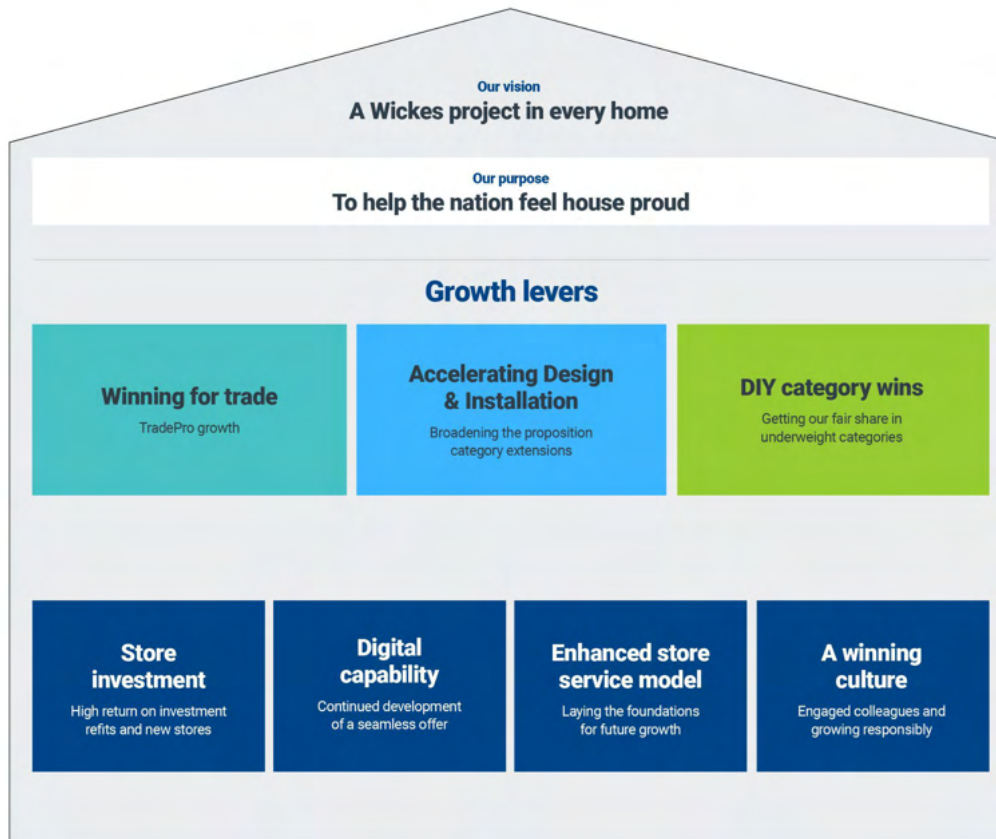 Our vision
A Wickes project in every home
Our purpose
To help the nation feel house proud
Growth levers
Winning for trade
TradePro growth
Accelerating Design
& Installation
Broadening the proposition
category extensions
DIY category wins
Getting our fair share in
underweight categories
Store
investment
High return on investment
refits and new stores
Digital
capability
Continued development
of a seamless offer
Enhanced store
service model
Laying the foundations
for future growth
A winning
culture
Engaged colleagues and
growing responsibly